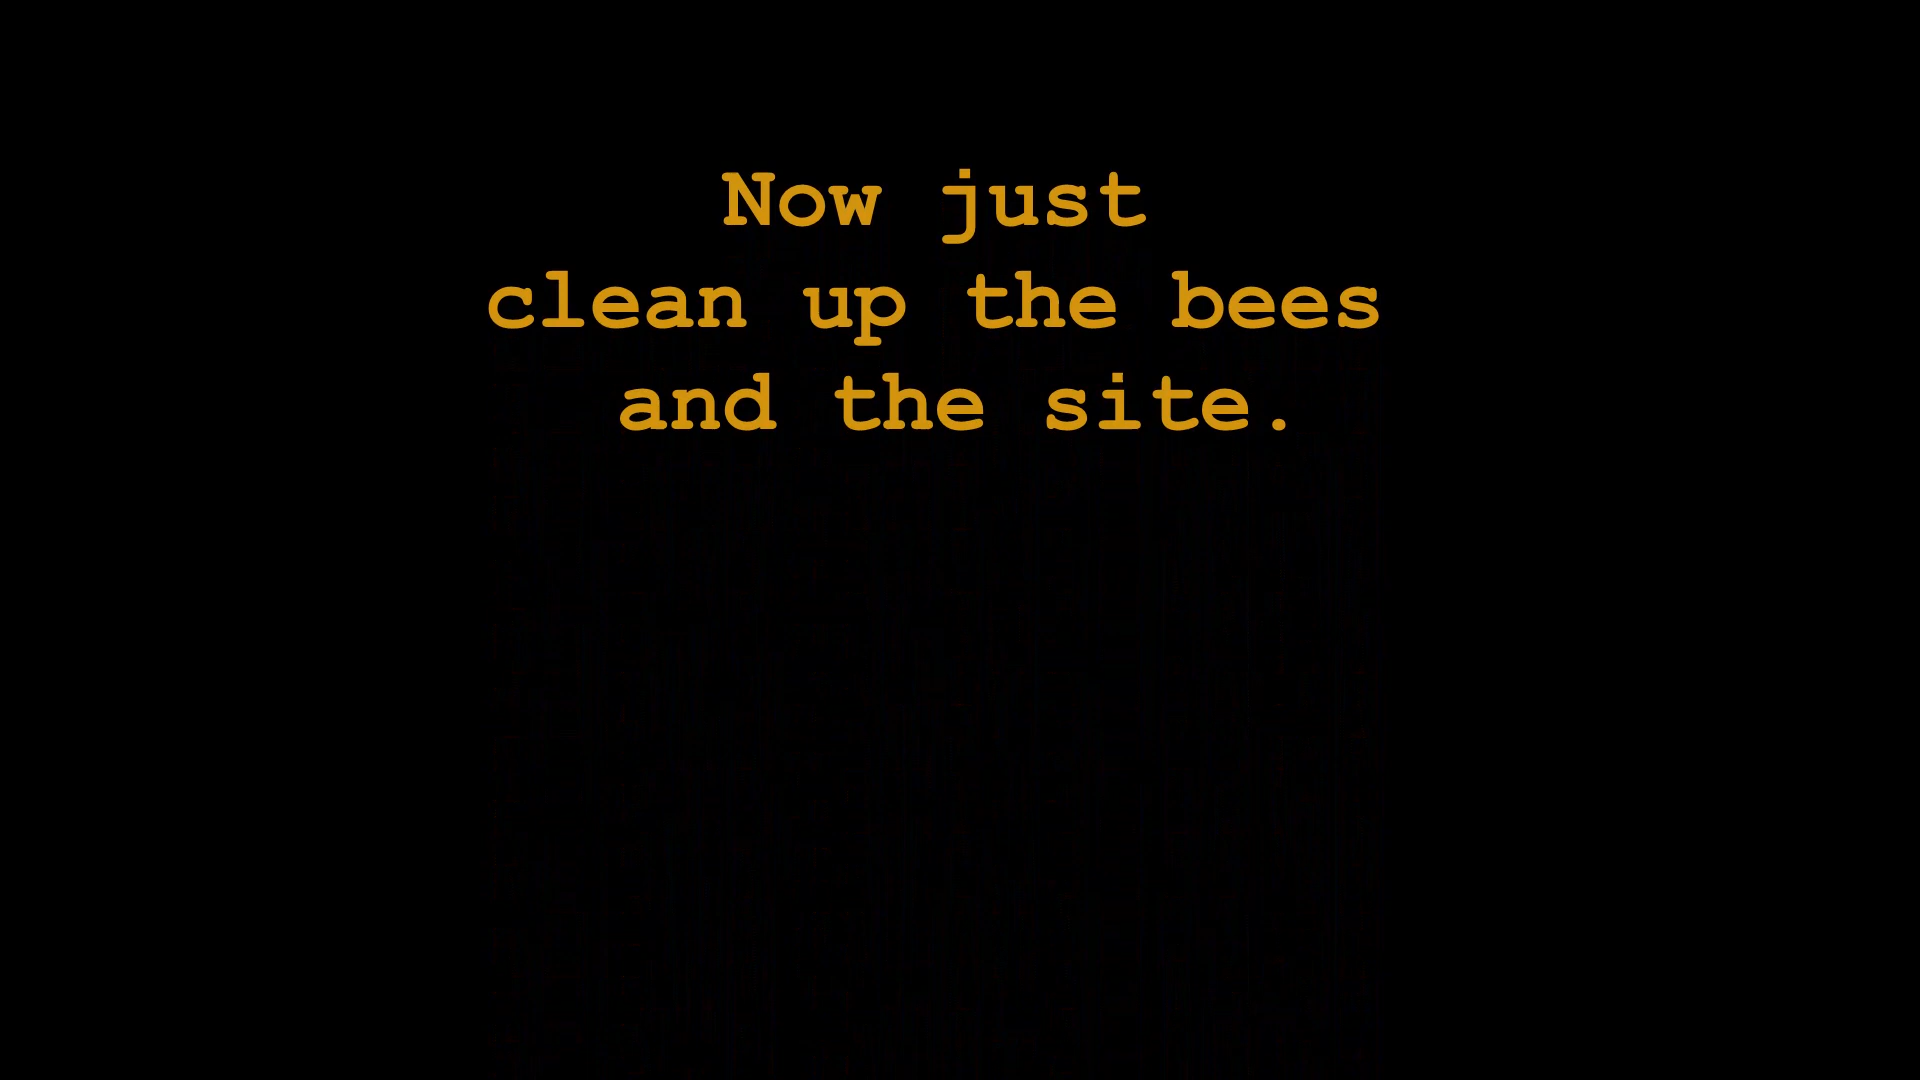 Now just
clean up the bees
and the site.